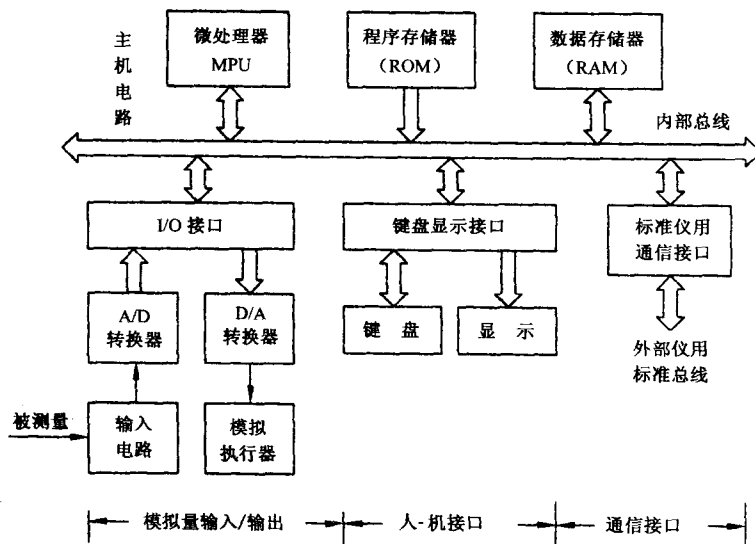 主机电路
微处理器
MPU
程序存储器
（ROM）
数据存储器
（RAM）
内部总线
I/O 接口
键盘显示接口
标准仪用
通信接口
A/D
转换器
D/A
转换器
键 盘
显 示
外部仪用
标准总线
被测量
输入
电路
模拟
执行器
模拟量输入/输出
人-机接口
通信接口